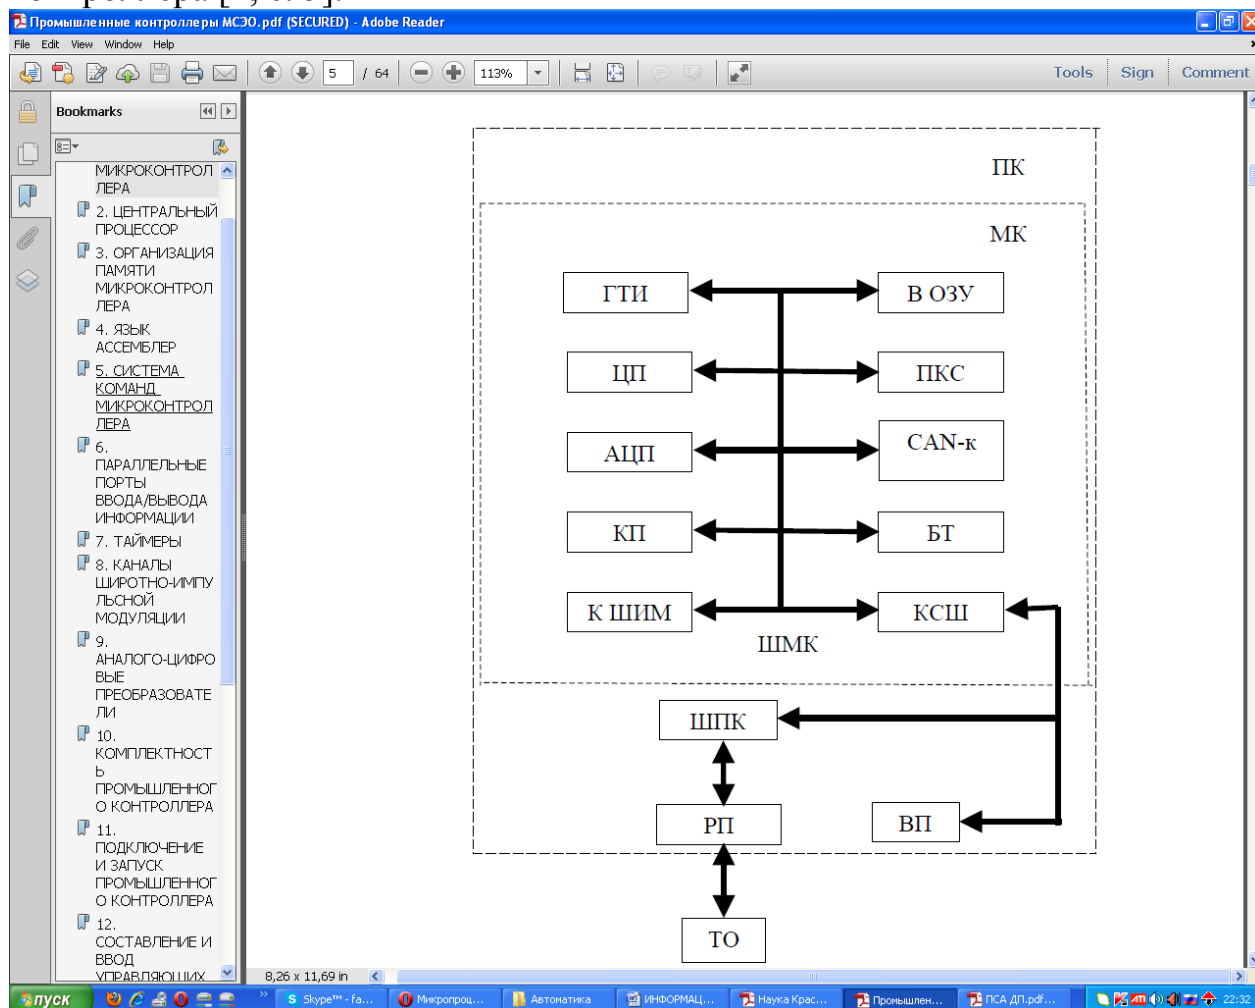 Промышленные контроллеры МСЭО.pdf (SECURED) - Adobe Reader
File Edit View Window Help
5 / 64 113% Tools Sign Comment
Bookmarks
МИКРОКОНТРОЛ
ЛЕРА
2. ЦЕНТРАЛЬНЫЙ
ПРОЦЕССОР
3. ОРГАНИЗАЦИЯ
ПАМЯТИ
МИКРОКОНТРОЛ
ЛЕРА
4. ЯЗЫК
АССЕМБЛЕР
5. СИСТЕМА
КОМАНД
МИКРОКОНТРОЛ
ЛЕРА
6.
ПАРАЛЛЕЛЬНЫЕ
ПОРТЫ
ВВОДА/ВЫВОДА
ИНФОРМАЦИИ
7. ТАЙМЕРЫ
8. КАНАЛЫ
ШИРОТНО-ИМПУ
ЛЬСНОЙ
МОДУЛЯЦИИ
9.
АНАЛОГО-ЦИФРО
ВЫЕ
ПРЕОБРАЗОВАТЕ
ЛИ
10.
КОМПЛЕКТНОСТ
Ь
ПРОМЫШЛЕННОГ
О КОНТРОЛЛЕРА
11.
ПОДКЛЮЧЕНИЕ
И ЗАПУСК
ПРОМЫШЛЕННОГ
О КОНТРОЛЛЕРА
12.
СОСТАВЛЕНИЕ И
ВВОД
УПРАВЛЯЮЩИХ
ПК
МК
ГТИ В ОЗУ
ЦП ПКС
АЦП CAN-к
КП БТ
К ШИМ КСШ
ШМК
ШПК
РП ВП
ТО
8,26 x 11,69 in
пуск Skype™ - fa... Микропроц... Автоматика ИНФОРМАЦ... Наука Крас... Промышлен... ПСА ДП.pdf...